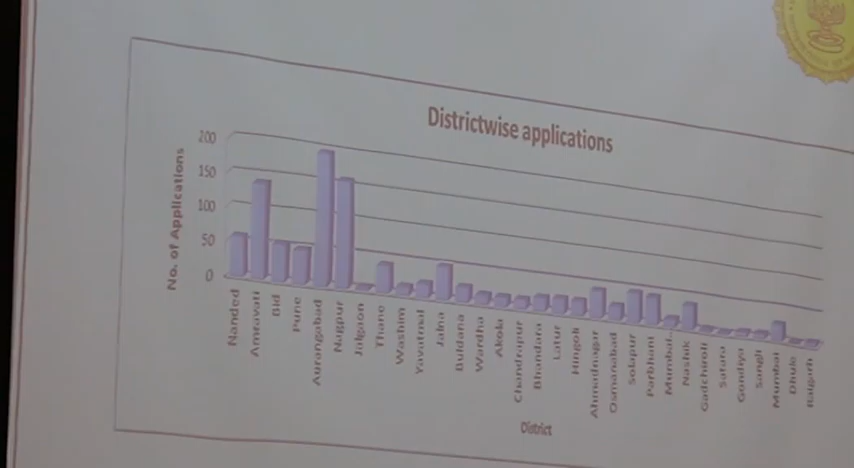 Districtwise applications
No. of Applications
200
150
100
50
0
Nanded
Amravati
Bid
Pune
Aurangabad
Nagpur
Jalgaon
Thane
Washim
Yavatmal
Jalna
Buldana
Wardha
Akola
Chandrapur
Bhandara
Latur
Hingoli
Ahmadnagar
Osmanabad
Solapur
Parbhani
Mumbai...
Nashik
Gadchiroli
Satara
Gondiya
Sangli
Mumbai
Dhule
Raigarh
District